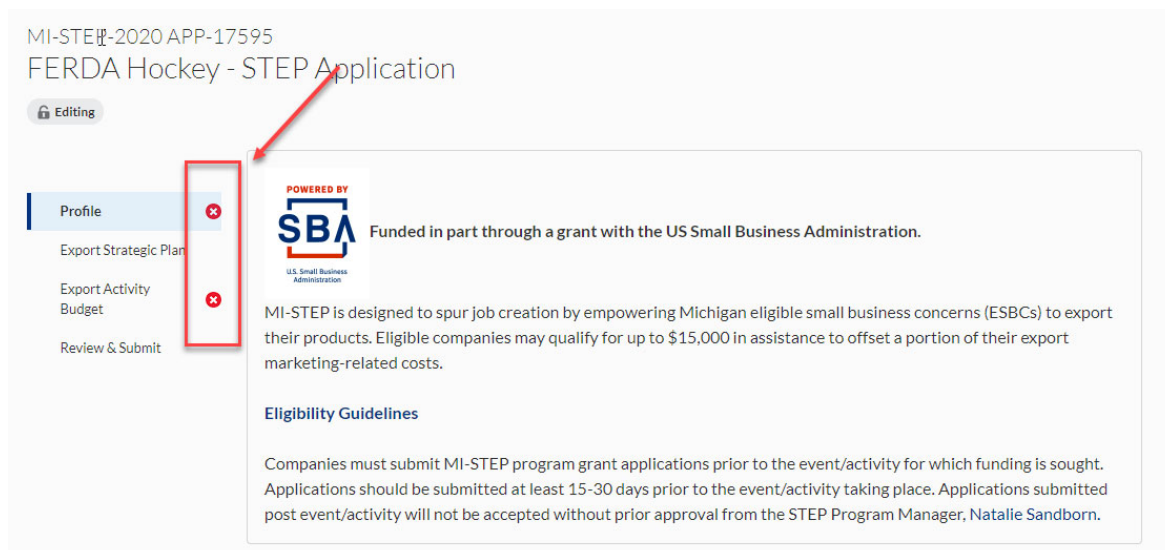 MI-STEP-2020 APP-17595
FERDA Hockey - STEP Application
Editing
Profile
Export Strategic Plan
Export Activity
Budget
Review & Submit
POWERED BY
SBA
U.S. Small Business
Administration
Funded in part through a grant with the US Small Business Administration.
MI-STEP is designed to spur job creation by empowering Michigan eligible small business concerns (ESBCs) to export
their products. Eligible companies may qualify for up to $15,000 in assistance to offset a portion of their export
marketing-related costs.
Eligibility Guidelines
Companies must submit MI-STEP program grant applications prior to the event/activity for which funding is sought.
Applications should be submitted at least 15-30 days prior to the event/activity taking place. Applications submitted
post event/activity will not be accepted without prior approval from the STEP Program Manager, Natalie Sandborn.